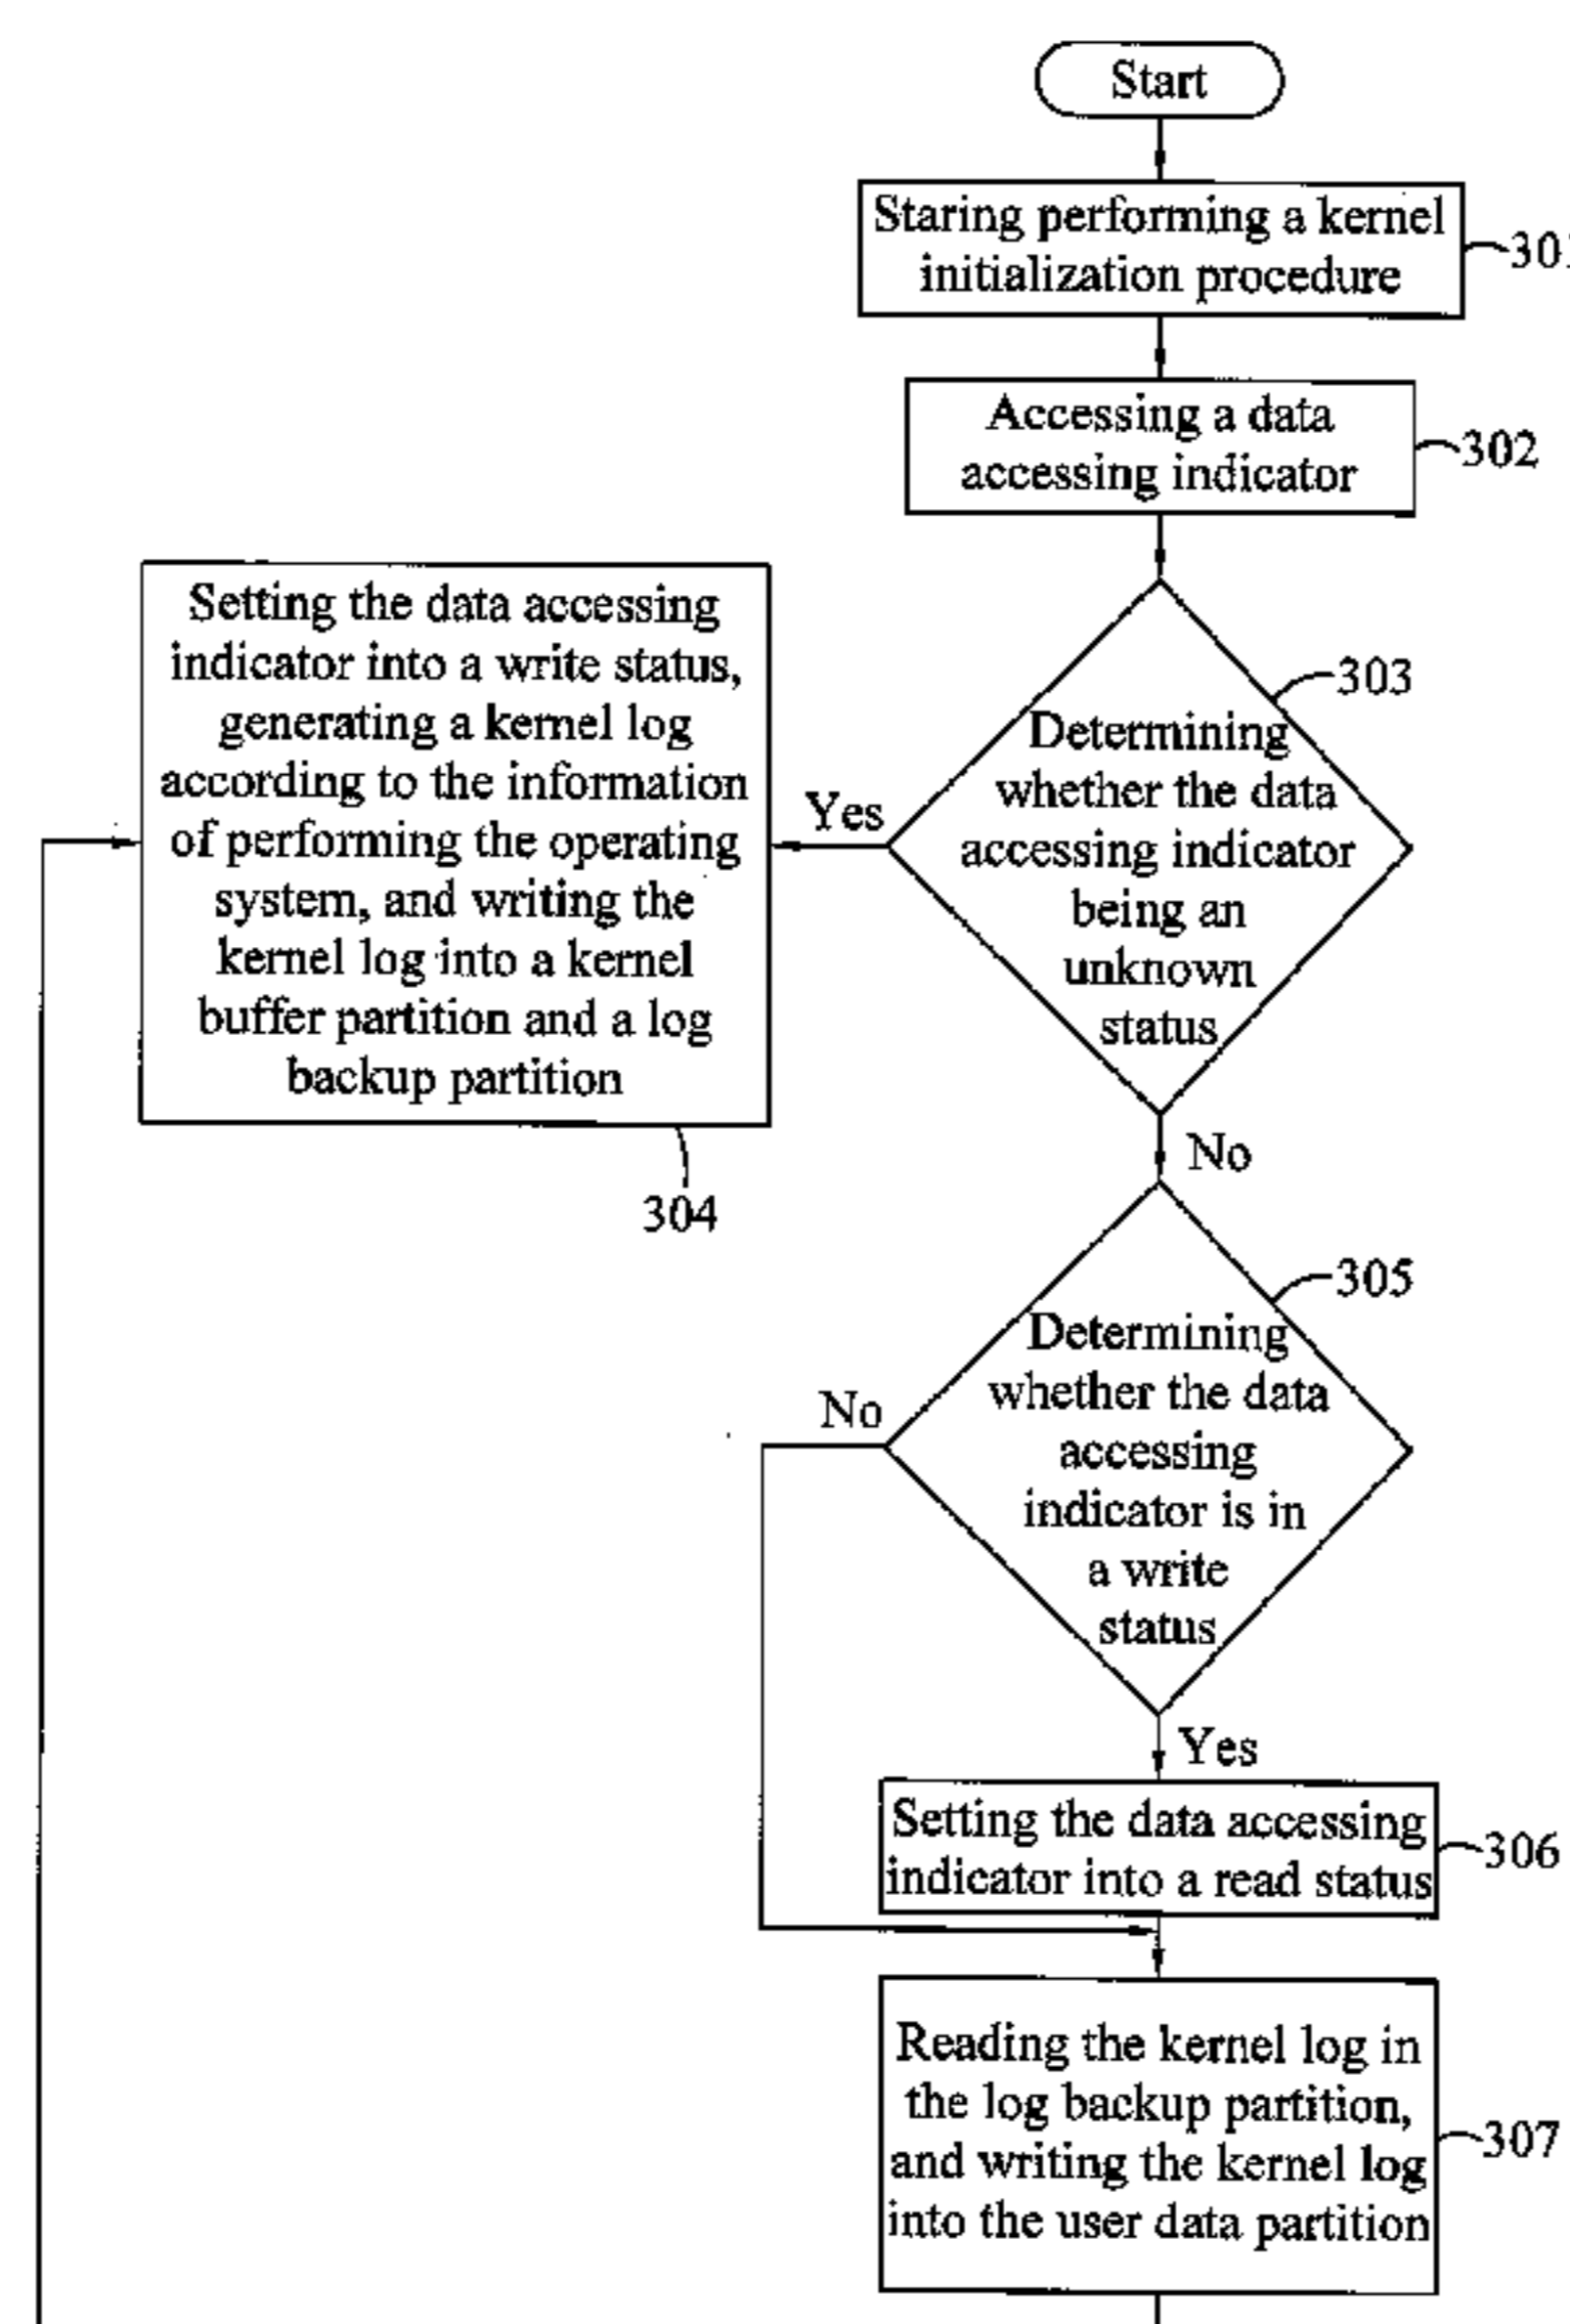 Start
Staring performing a kernel
initialization procedure
301
Accessing a data
accessing indicator
302
Setting the data accessing
indicator into a write status,
generating a kernel log
according to the information
of performing the operating
system, and writing the
kernel log into a kernel
buffer partition and a log
backup partition
304
Yes
303
Determining
whether the data
accessing indicator
being an
unknown
status
No
305
Determining
whether the data
accessing
indicator is in
a write
status
No
Yes
Setting the data accessing
indicator into a read status
306
Reading the kernel log in
the log backup partition,
and writing the kernel log
into the user data partition
307